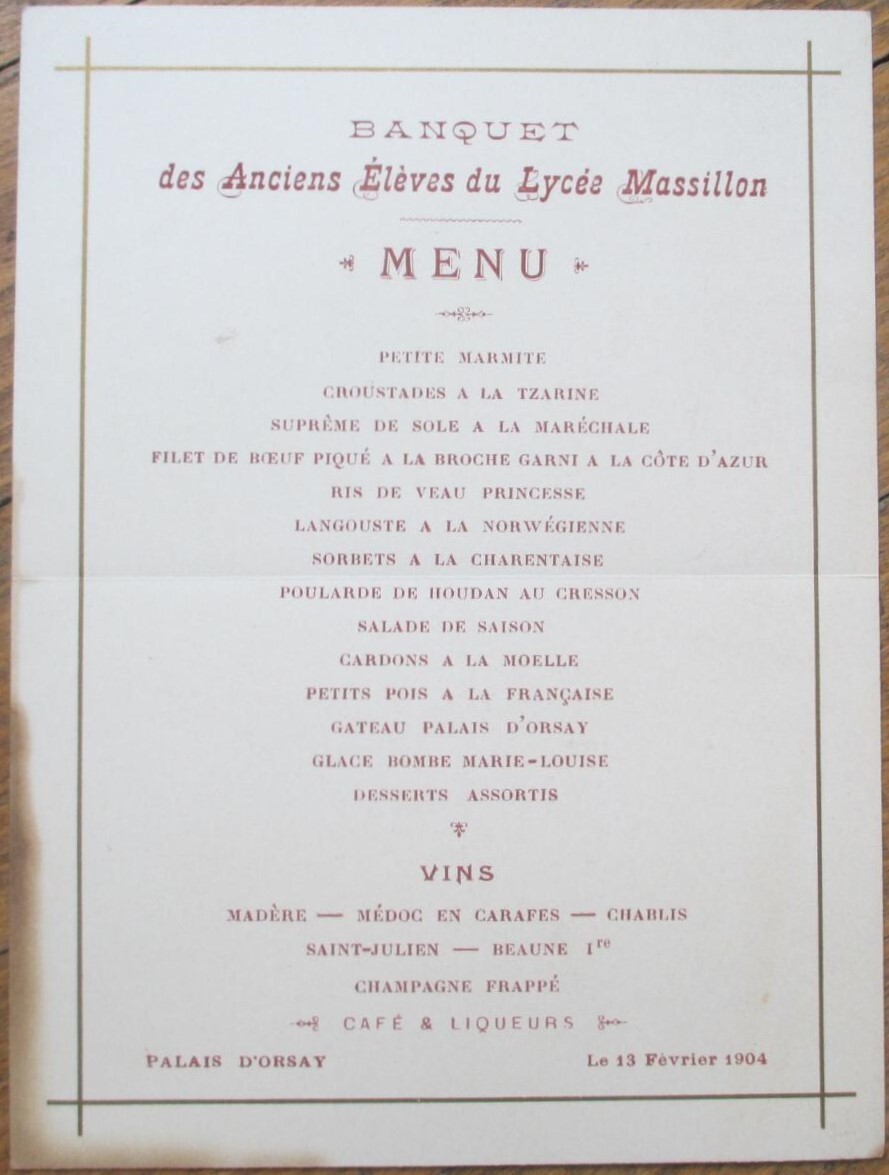 BANQUET
des Anciens Élèves du Lycée Massillon
MENU
PETITE MARMITE
CROUSTADES A LA TZARINE
SUPRÊME DE SOLE A LA MARÉCHALE
FILET DE BŒUF PIQUÉ A LA BROCHE GARNI A LA CÔTE D'AZUR
RIS DE VEAU PRINCESSE
LANGOUSTE A LA NORWÉGIENNE
SORBETS A LA CHARENTAISE
POULARDE DE HOUDAN AU CRESSON
SALADE DE SAISON
CARDONS A LA MOELLE
PETITS POIS A LA FRANÇAISE
GATEAU PALAIS D'ORSAY
GLACE BOMBE MARIE-LOUISE
DESSERTS ASSORTIS
VINS
MADÈRE — MÉDOC EN CARAFES — CHABLIS
SAINT-JULIEN — BEAUNE 1re
CHAMPAGNE FRAPPÉ
CAFÉ & LIQUEURS
PALAIS D'ORSAY Le 13 Février 1904